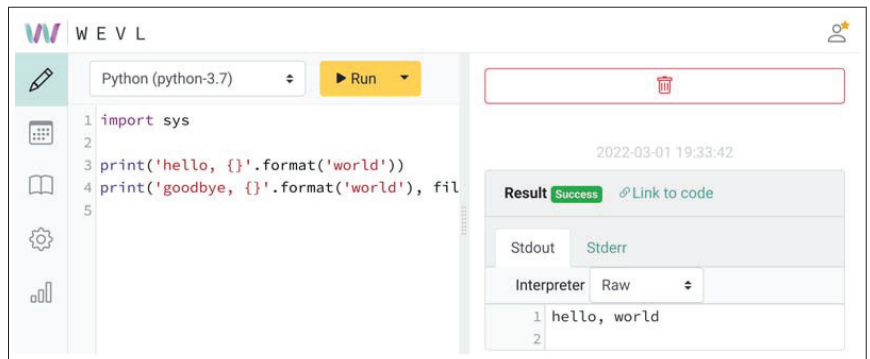 W E V L
Python (python-3.7)
Run
1 import sys
2
3 print('hello, {}'.format('world'))
4 print('goodbye, {}'.format('world'), fil
5
2022-03-01 19:33:42
Result Success Link to code
Stdout Stderr
Interpreter Raw
1 hello, world
2